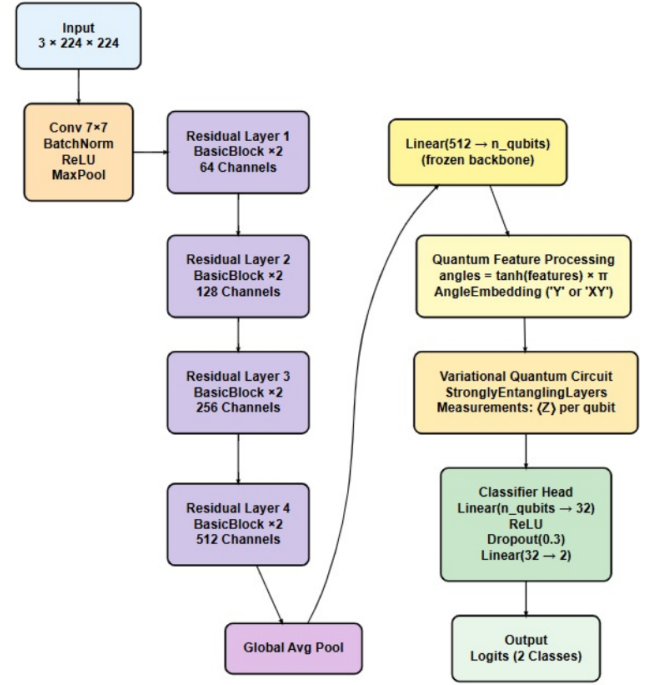 Input
3 × 224 × 224
Conv 7×7
BatchNorm
ReLU
MaxPool
Residual Layer 1
BasicBlock ×2
64 Channels
Residual Layer 2
BasicBlock ×2
128 Channels
Residual Layer 3
BasicBlock ×2
256 Channels
Residual Layer 4
BasicBlock ×2
512 Channels
Global Avg Pool
Linear(512 → n_qubits)
(frozen backbone)
Quantum Feature Processing
angles = tanh(features) × π
AngleEmbedding ('Y' or 'XY')
Variational Quantum Circuit
StronglyEntanglingLayers
Measurements: ⟨Z⟩ per qubit
Classifier Head
Linear(n_qubits → 32)
ReLU
Dropout(0.3)
Linear(32 → 2)
Output
Logits (2 Classes)